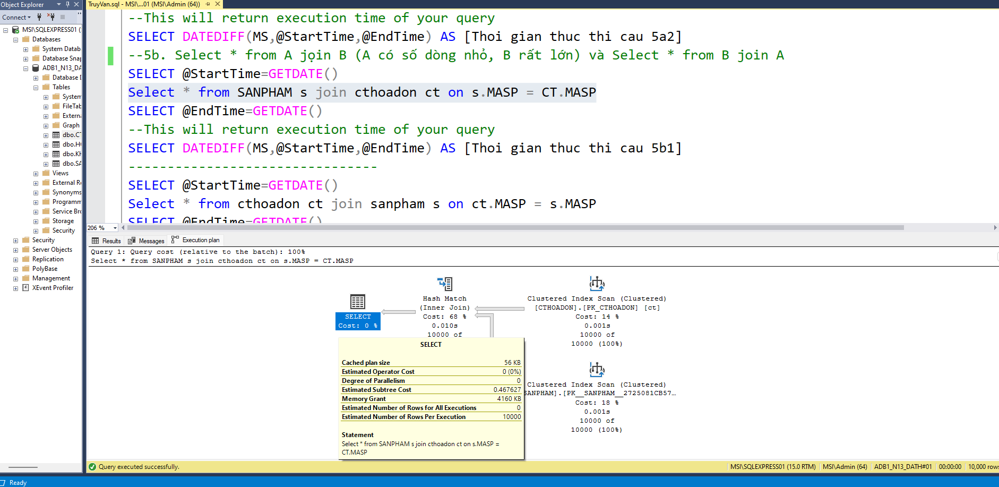 Object Explorer
Connect
MSI\SQLEXPRESS01 (
Databases
System Datab
Database Snap
ADB1_N13_DA
Database D
Tables
System
FileTab
Externa
Graph
dbo.CT
dbo.H
dbo.KH
dbo.SA
Views
External Re
Synonyms
Programm
Service Bro
Storage
Security
Security
Server Objects
Replication
PolyBase
Management
XEvent Profiler
TruyVan.sql - MSI\...01 (MSI\Admin (64))
--This will return execution time of your query
SELECT DATEDIFF(MS,@StartTime,@EndTime) AS [Thoi gian thuc thi cau 5a2]
--5b. Select * from A jọin B (A có số dòng nhỏ, B rất lớn) và Select * from B join A
SELECT @StartTime=GETDATE()
Select * from SANPHAM s join cthoadon ct on s.MASP = CT.MASP
SELECT @EndTime=GETDATE()
--This will return execution time of your query
SELECT DATEDIFF(MS,@StartTime,@EndTime) AS [Thoi gian thuc thi cau 5b1]
--------------------------------
SELECT @StartTime=GETDATE()
Select * from cthoadon ct join sanpham s on ct.MASP = s.MASP
SELECT @EndTime=GETDATE()
206 %
Results Messages Execution plan
Query 1: Query cost (relative to the batch): 100%
Select * from SANPHAM s join cthoadon ct on s.MASP = CT.MASP
SELECT
Cost: 0 %
Hash Match
(Inner Join)
Cost: 68 %
0.010s
10000 of
Clustered Index Scan (Clustered)
[CTHOADON].[PK_CTHOADON] [ct]
Cost: 14 %
0.001s
10000 of
10000 (100%)
Clustered Index Scan (Clustered)
SANPHAM].[PK__SANPHAM__2725081CB57…
Cost: 18 %
0.001s
10000 of
10000 (100%)
SELECT
Cached plan size 56 KB
Estimated Operator Cost 0 (0%)
Degree of Parallelism 0
Estimated Subtree Cost 0.467627
Memory Grant 4160 KB
Estimated Number of Rows for All Executions 0
Estimated Number of Rows Per Execution 10000
Statement
Select * from SANPHAM s join cthoadon ct on s.MASP =
CT.MASP
Query executed successfully.
MSI\SQLEXPRESS01 (15.0 RTM) MSI\Admin (64) ADB1_N13_DATH#01 00:00:00 10,000 rows
Ready